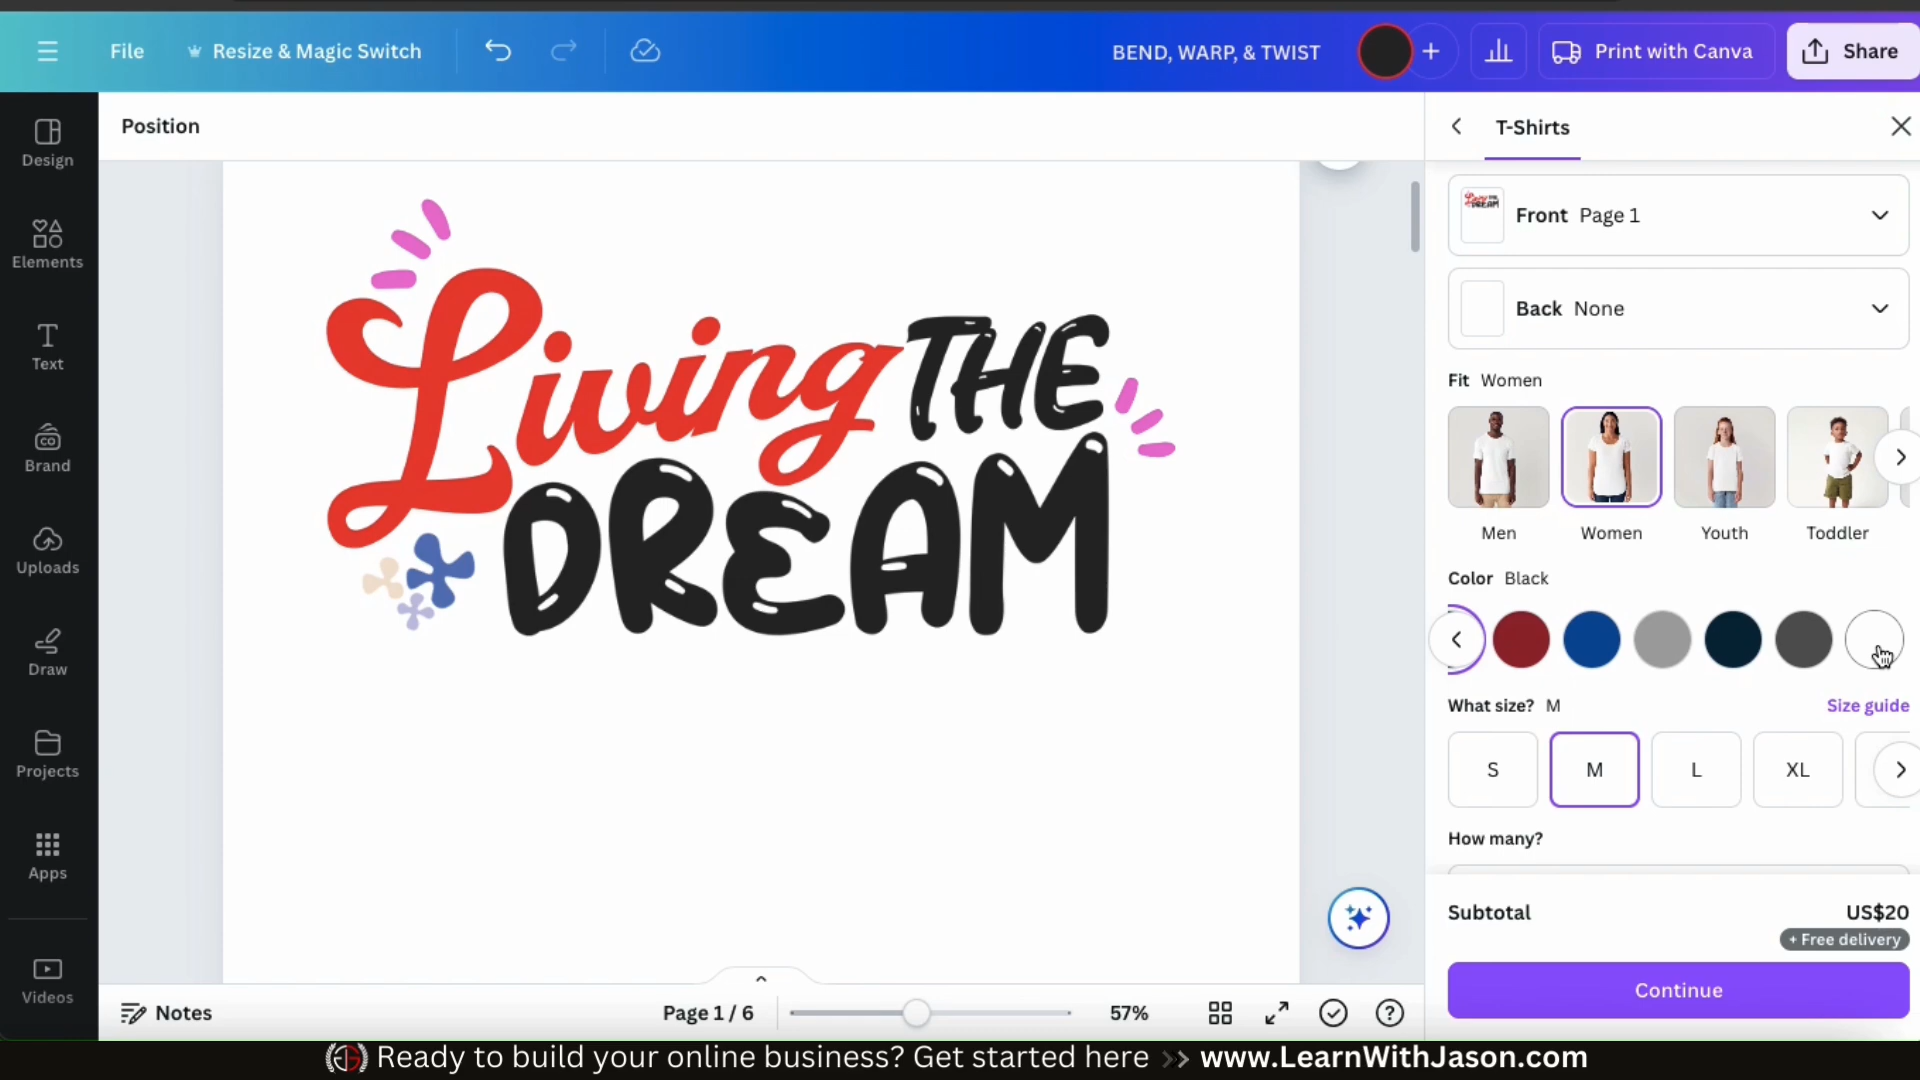 File
Resize & Magic Switch
BEND, WARP, & TWIST
Print with Canva
Share
Design
Elements
Text
Brand
Uploads
Draw
Projects
Apps
Videos
Position
Living THE
DREAM
T-Shirts
Living THE
DREAM
Front Page 1
Back None
Fit Women
Men
Women
Youth
Toddler
Color Black
What size? M
Size guide
S
M
L
XL
How many?
Subtotal
US$20
+ Free delivery
Continue
Notes
Page 1 / 6
57%
Ready to build your online business? Get started here >> www.LearnWithJason.com